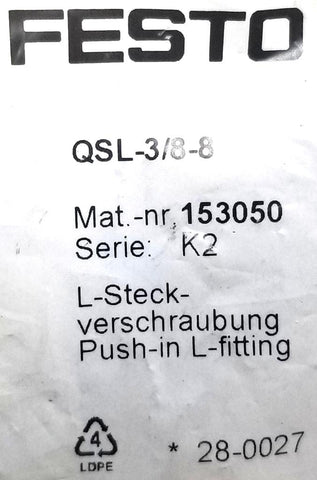 FESTO
QSL-3/8-8
Mat.-nr. 153050
Serie: K2
L-Steck-
verschraubung
Push-in L-fitting
4
LDPE
* 28-0027